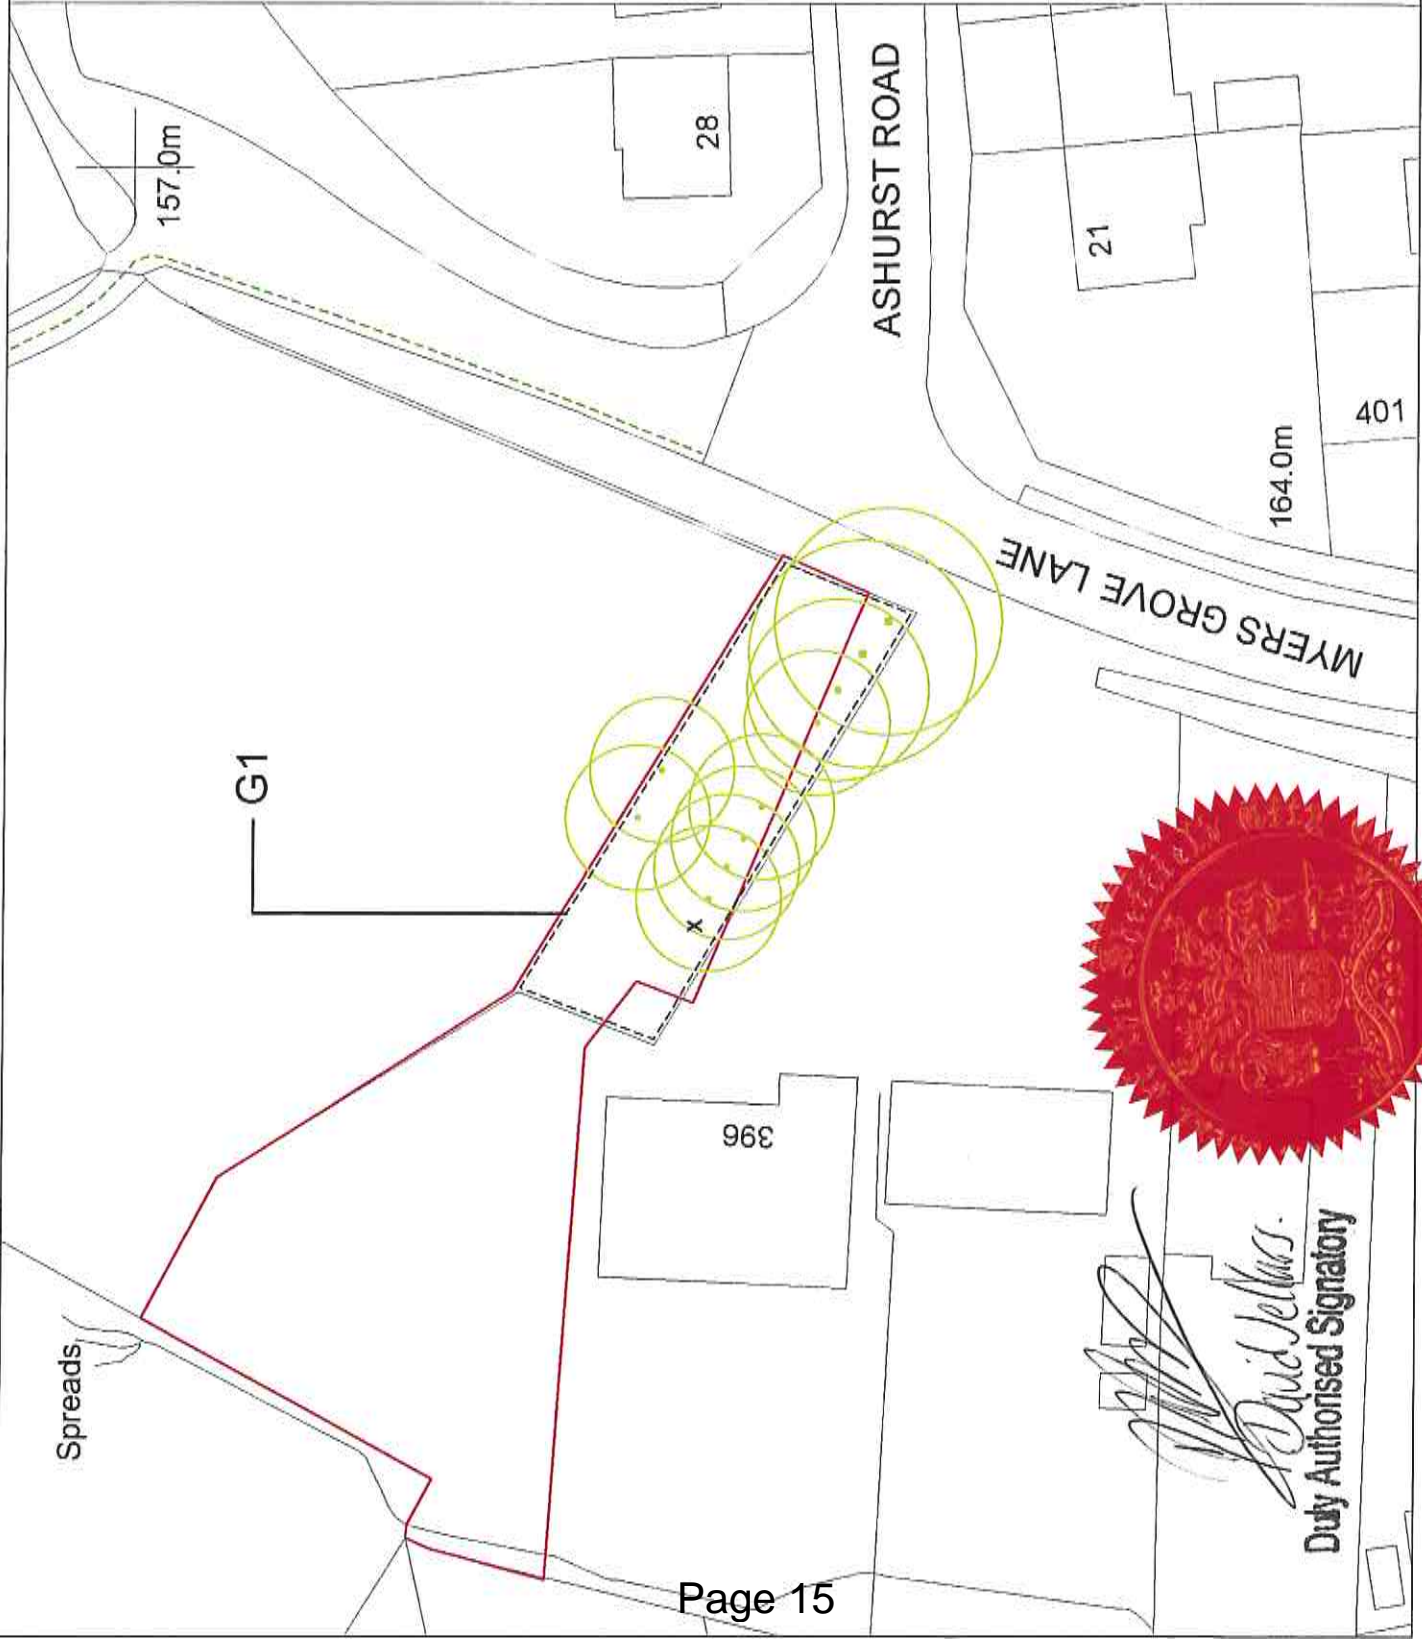 157.0m
28
ASHURST ROAD
21
401
164.0m
MYERS GROVE LANE
G1
396
Spreads
Duly Authorised Signatory
Page 15